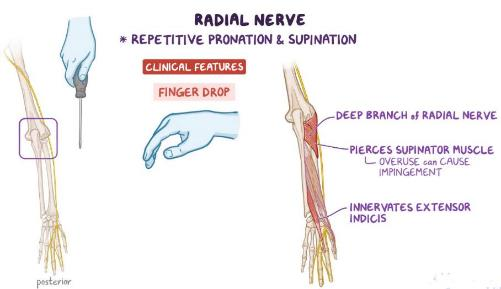 RADIAL NERVE
* REPETITIVE PRONATION & SUPINATION
CLINICAL FEATURES
FINGER DROP
DEEP BRANCH of RADIAL NERVE
PIERCES SUPINATOR MUSCLE
OVERUSE can CAUSE
IMPINGEMENT
INNERVATES EXTENSOR
INDICIS
posterior